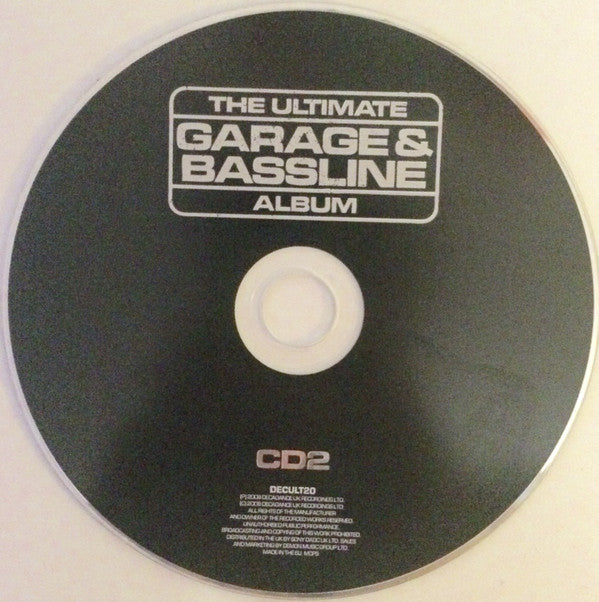 THE ULTIMATE
GARAGE &
BASSLINE
ALBUM
CD2
DECULT20
(P) 2009 DECADANCE UK RECORDINGS LTD.
(C) 2009 DECADANCE UK RECORDINGS LTD.
ALL RIGHTS OF THE MANUFACTURER
AND OWNER OF THE RECORDED WORKS RESERVED.
UNAUTHORISED PUBLIC PERFORMANCE,
BROADCASTING AND COPYING OF THIS WORK PROHIBITED.
DISTRIBUTED IN THE UK BY SONY DADC UK LTD. SALES
AND MARKETING BY DEMON MUSIC GROUP LTD.
MADE IN THE EU. MCPS